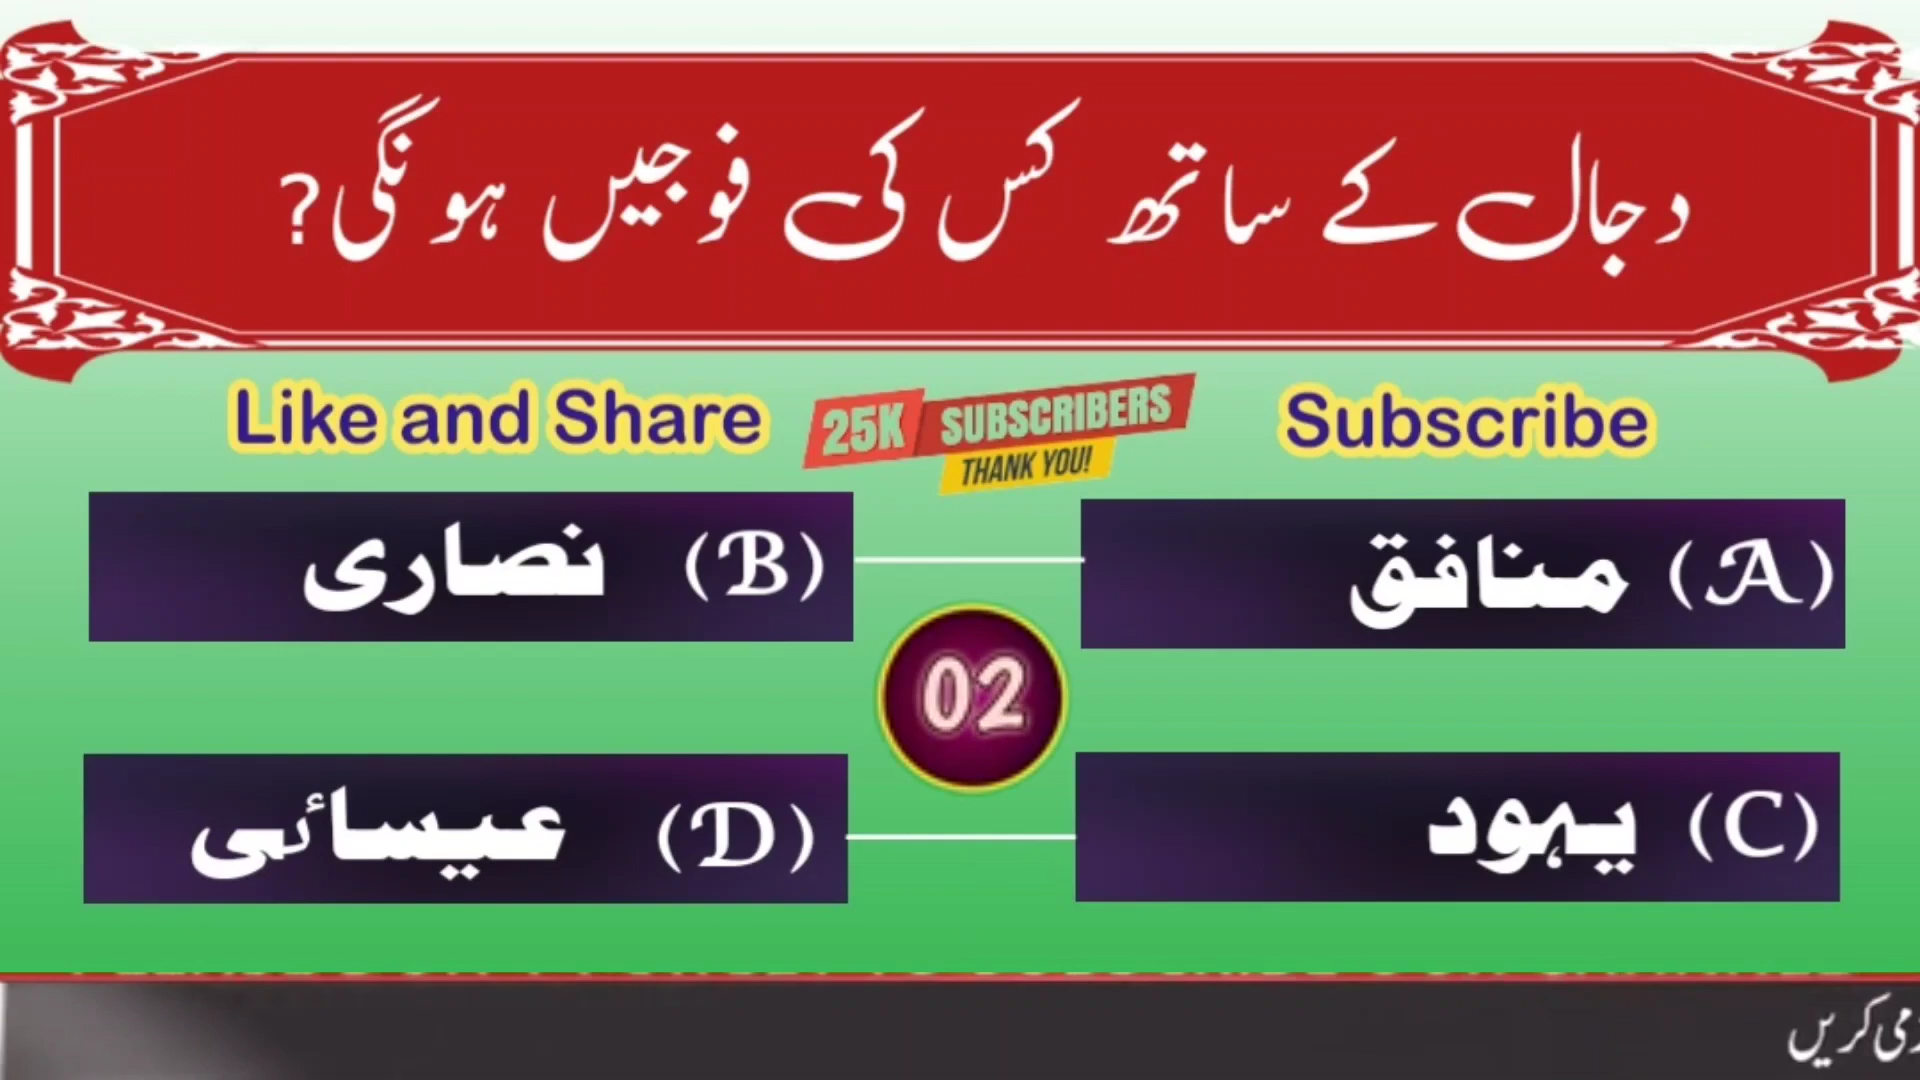 دجال کے ساتھ کس کی فوجیں ہونگی?
Like and Share
25K SUBSCRIBERS
THANK YOU!
Subscribe
(A) منافق
(B) نصاری
02
(C) یہود
(D) عیسائی
کریں